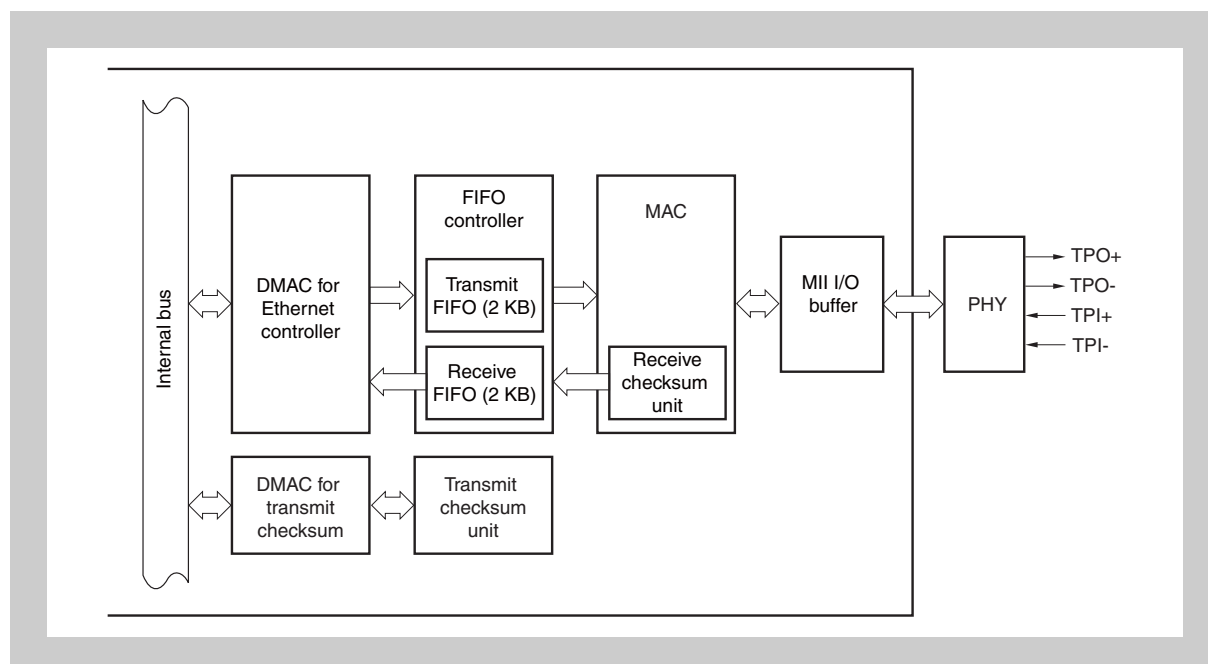 Internal bus
DMAC for
Ethernet
controller
FIFO
controller
Transmit
FIFO (2 KB)
Receive
FIFO (2 KB)
MAC
Receive
checksum
unit
MII I/O
buffer
PHY
TPO+
TPO-
TPI+
TPI-
DMAC for
transmit
checksum
Transmit
checksum
unit